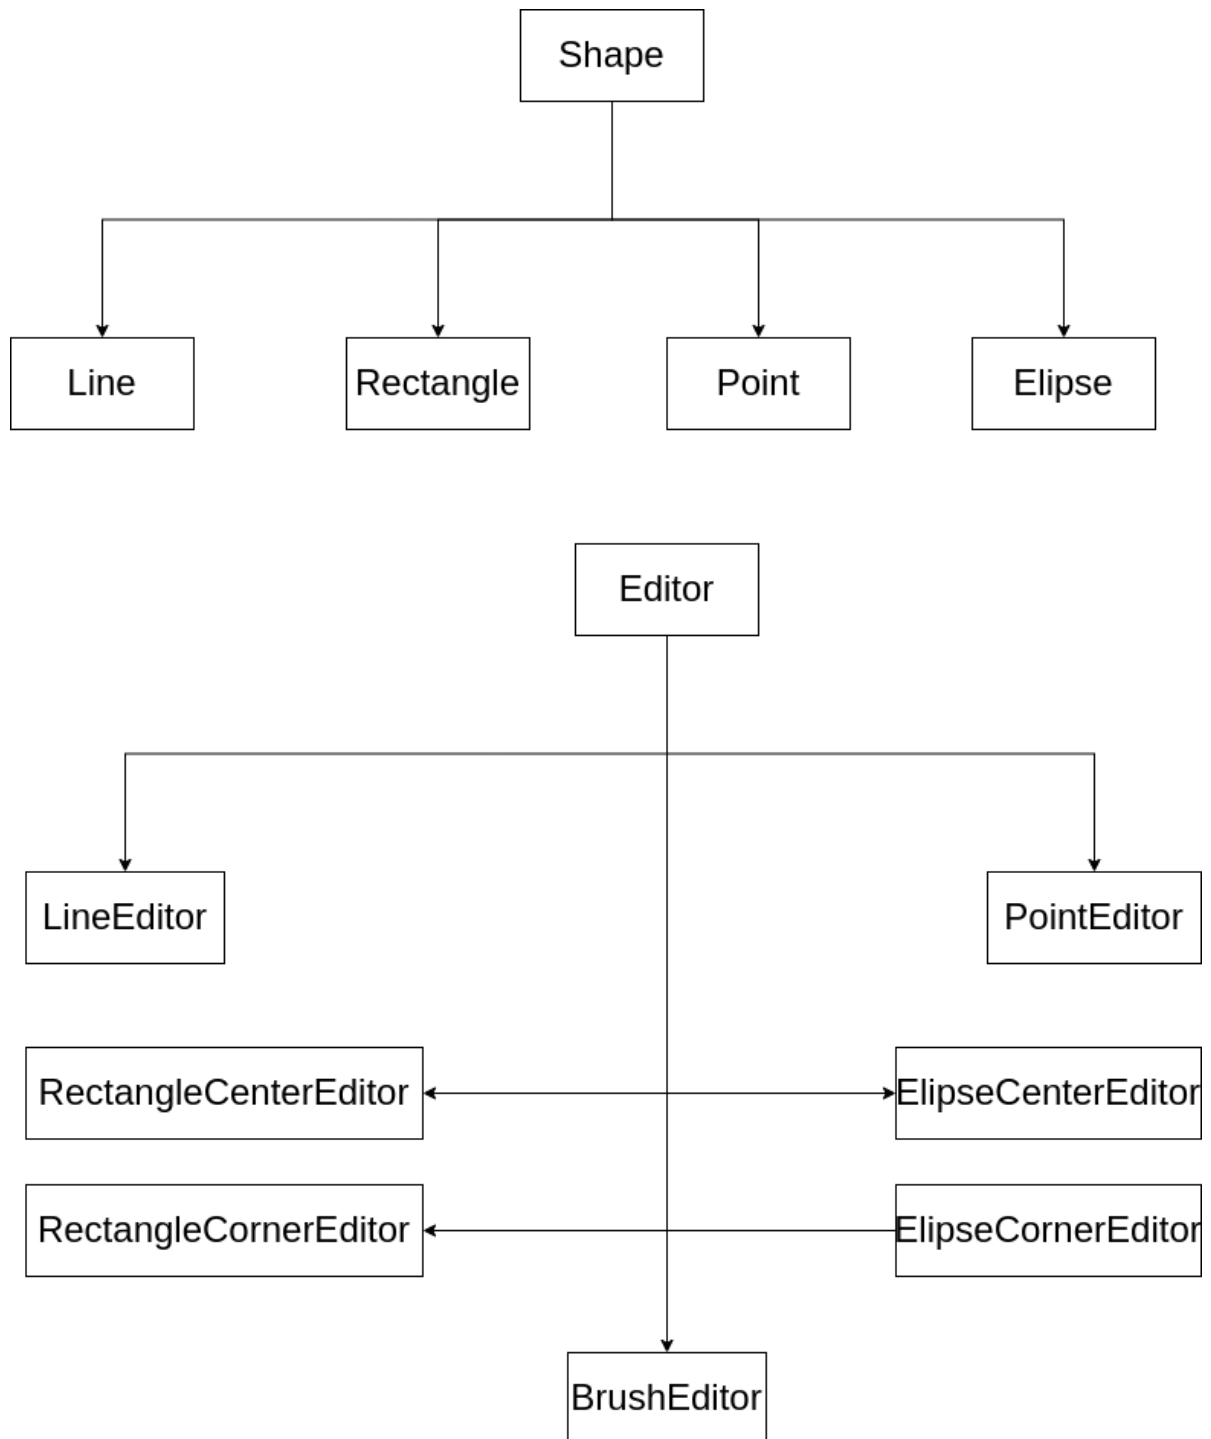 Shape
Line
Rectangle
Point
Elipse
Editor
LineEditor
PointEditor
RectangleCenterEditor
ElipseCenterEditor
RectangleCornerEditor
ElipseCornerEditor
BrushEditor